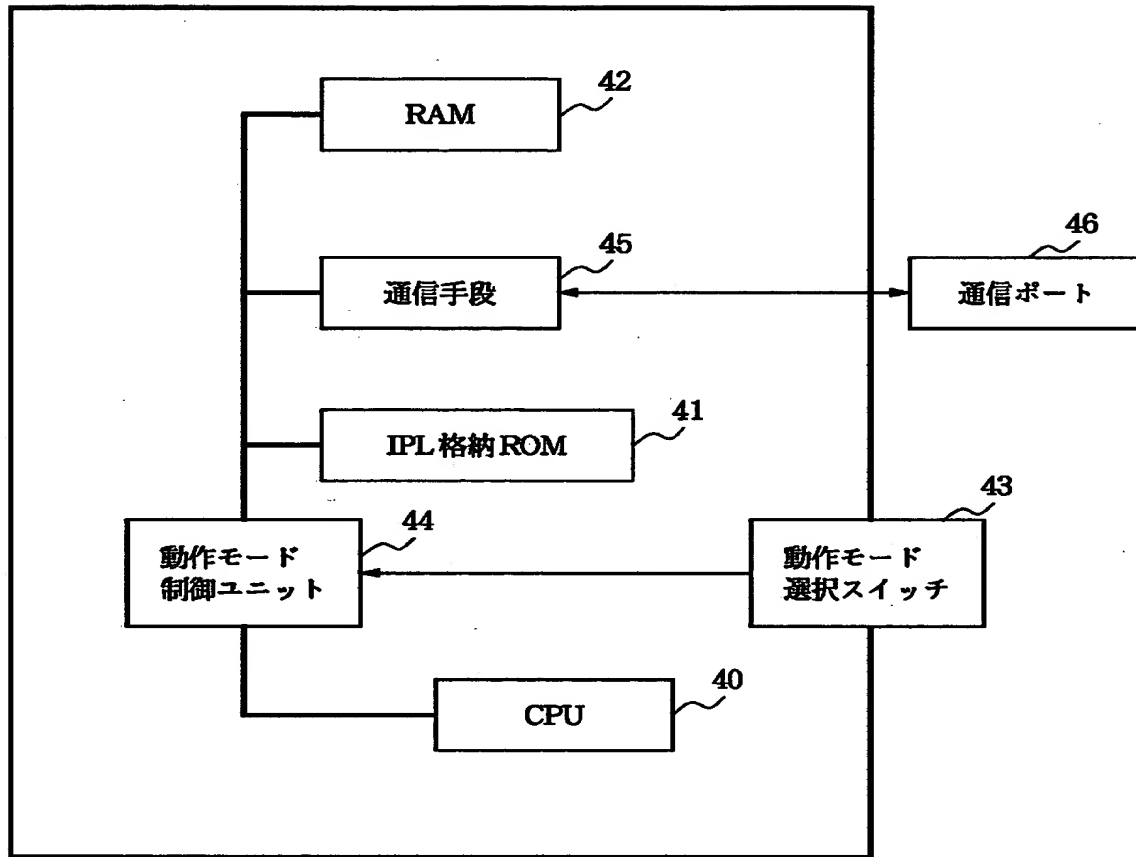 42
RAM
45
46
通信手段
通信ポート
41
IPL格納ROM
43
44
動作モード
制御ユニット
動作モード
選択スイッチ
40
CPU